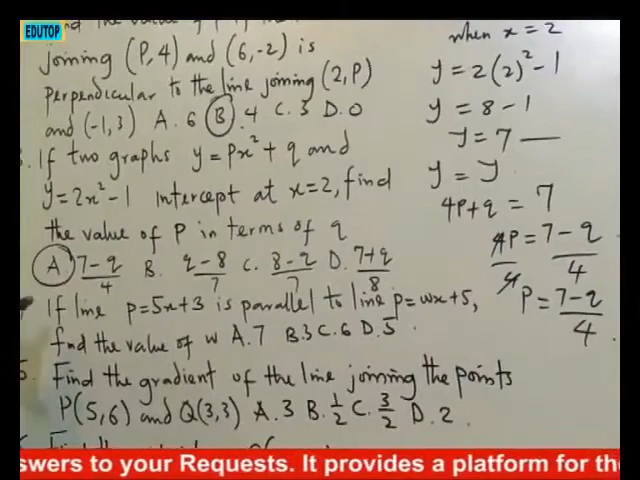 EDUTOP
joining (P, 4) and (6, -2) is
perpendicular to the line joining (2, P)
and (-1, 3) A. 6 B. 4 C. 3 D. 0
. If two graphs y = Px² + q and
y = 2x² - 1 Intercept at x = 2, find
the value of P in terms of q
A 7-q/4 B. q-8/7 C. 8-q/7 D. 7+q/8
If line p = 5x + 3 is parallel to line p = wx + 5,
find the value of w A. 7 B. 3 C. 6 D. 5
5. Find the gradient of the line joining the points
P(5, 6) and Q(3, 3) A. 3 B. 1/2 C. 3/2 D. 2
when x = 2
y = 2(2)² - 1
y = 8 - 1
y = 7
y = y
4P + q = 7
4P/4 = 7-q/4
P = 7-q/4
swers to your Requests. It provides a platform for the